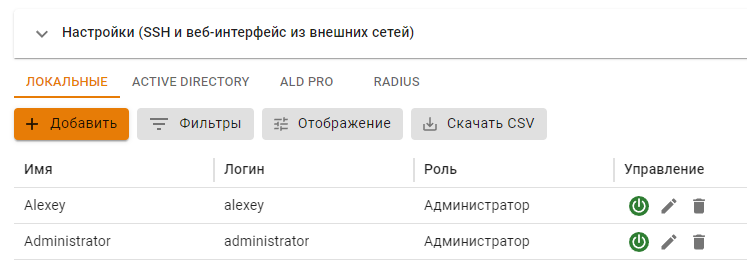 Настройки (SSH и веб-интерфейс из внешних сетей)
ЛОКАЛЬНЫЕ ACTIVE DIRECTORY ALD PRO RADIUS
+ Добавить Фильтры Отображение Скачать CSV
Имя Логин Роль Управление
Alexey alexey Администратор
Administrator administrator Администратор